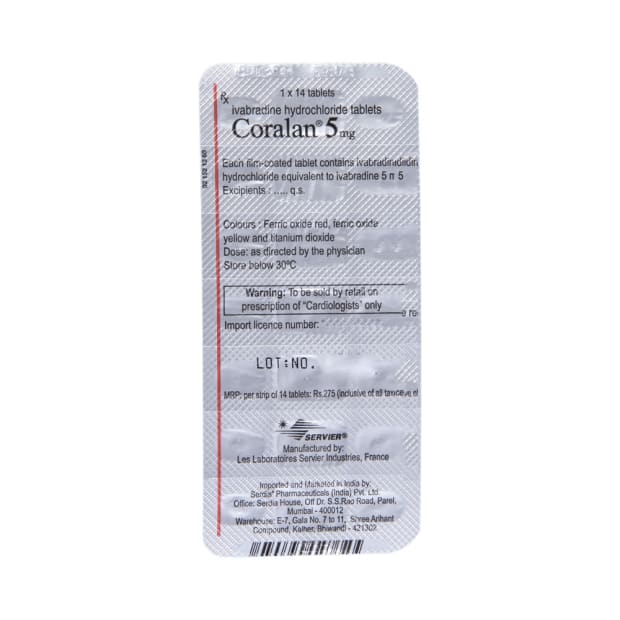 1 x 14 tablets
Rx
ivabradine hydrochloride tablets
Coralan® 5 mg
Each film-coated tablet contains
hydrochloride equivalent to ivabradine 5
Excipients : ..... q.s.
Colours : Ferric oxide red, ferric oxide
yellow and titanium dioxide
Dose: as directed by the physician
Store below 30ºC
Warning: To be sold by retail on
prescription of "Cardiologists" only
Import licence number:
LOT:NO.
MRP: per strip of 14 tablets: Rs.275 (inclusive of all
SERVIER®
Manufactured by:
Les Laboratoires Servier Industries, France
Imported and Marketed in India by:
Serdia® Pharmaceuticals (India) Pvt. Ltd.
Office: Serdia House, Off Dr. S.S.Rao Road, Parel,
Mumbai - 400012
Warehouse: E-7, Gala No. 7 to 11, Shree Arihant
Compound, Kalher, Bhiwandi - 421302.